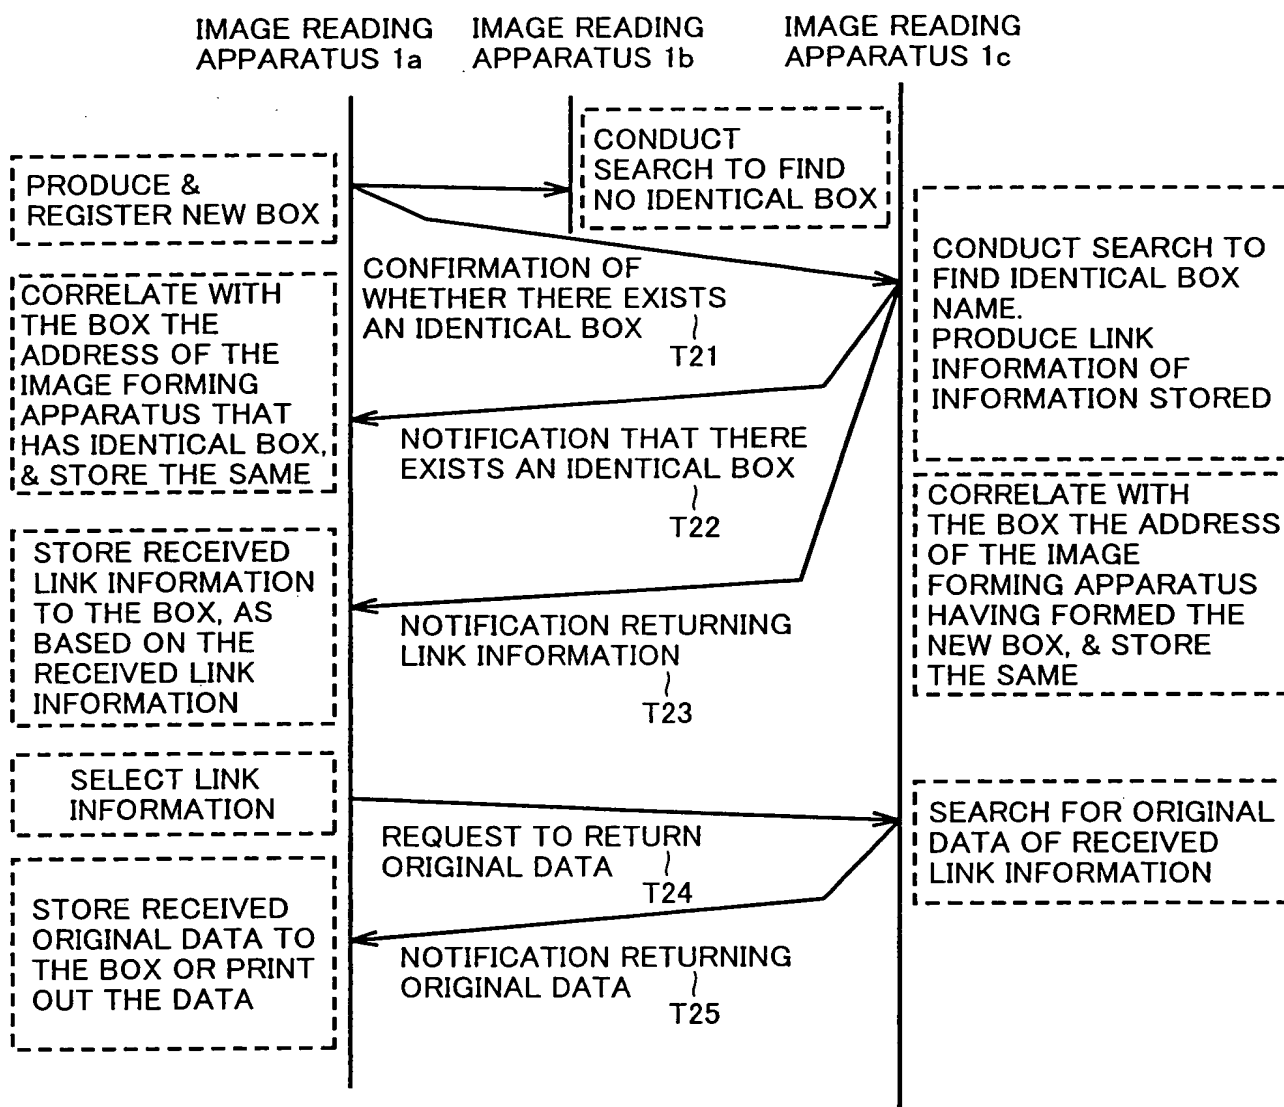 IMAGE READING
APPARATUS 1a
IMAGE READING
APPARATUS 1b
IMAGE READING
APPARATUS 1c
CONDUCT
SEARCH TO FIND
NO IDENTICAL BOX
PRODUCE &
REGISTER NEW BOX
CONFIRMATION OF
WHETHER THERE EXISTS
AN IDENTICAL BOX
T21
CONDUCT SEARCH TO
FIND IDENTICAL BOX
NAME.
PRODUCE LINK
INFORMATION OF
INFORMATION STORED
CORRELATE WITH
THE BOX THE
ADDRESS OF THE
IMAGE FORMING
APPARATUS THAT
HAS IDENTICAL BOX,
& STORE THE SAME
NOTIFICATION THAT THERE
EXISTS AN IDENTICAL BOX
T22
CORRELATE WITH
THE BOX THE ADDRESS
OF THE IMAGE
FORMING APPARATUS
HAVING FORMED THE
NEW BOX, & STORE
THE SAME
STORE RECEIVED
LINK INFORMATION
TO THE BOX, AS
BASED ON THE
RECEIVED LINK
INFORMATION
NOTIFICATION RETURNING
LINK INFORMATION
T23
SELECT LINK
INFORMATION
REQUEST TO RETURN
ORIGINAL DATA
T24
SEARCH FOR ORIGINAL
DATA OF RECEIVED
LINK INFORMATION
STORE RECEIVED
ORIGINAL DATA TO
THE BOX OR PRINT
OUT THE DATA
NOTIFICATION RETURNING
ORIGINAL DATA
T25